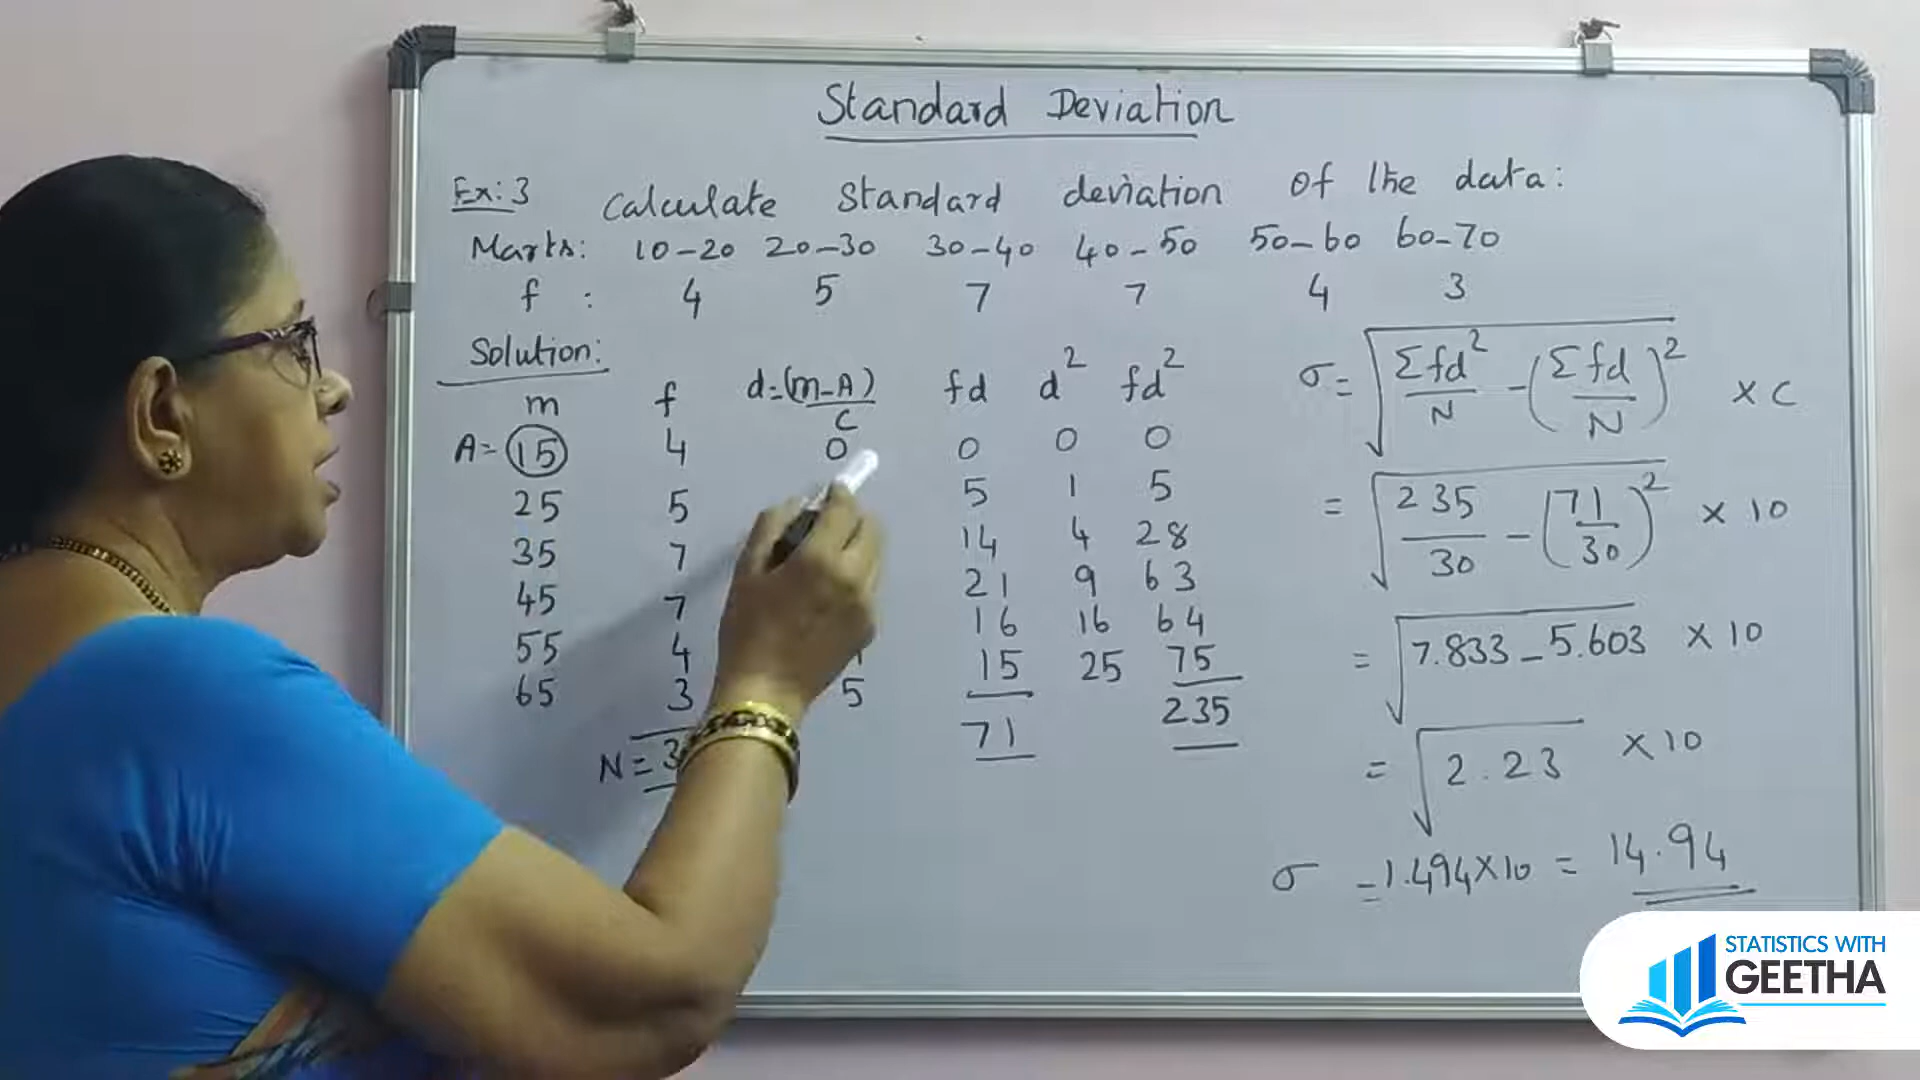 Standard Deviation
Ex:3 Calculate Standard deviation of the data:
Marks: 10-20 20-30 30-40 40-50 50-60 60-70
f : 4 5 7 7 4 3
Solution:
m f d=(m-A)/C fd d² fd²
A= 15 4 0 0 0 0
25 5 5 1 5
35 7 14 4 28
45 7 21 9 63
55 4 16 16 64
65 3 5 15 25 75
N= 71 235
σ = √(Σfd²/N - (Σfd/N)²) × C
= √(235/30 - (71/30)²) × 10
= √(7.833 - 5.603) × 10
= √2.23 × 10
σ = 1.494 × 10 = 14.94
STATISTICS WITH
GEETHA